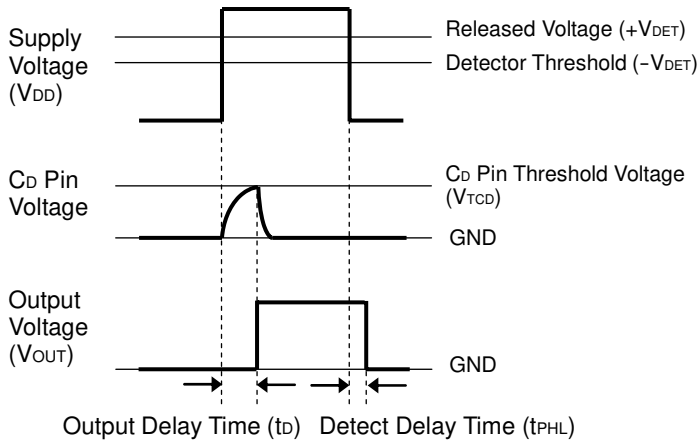 Supply
Voltage
(VDD)
Released Voltage (+VDET)
Detector Threshold (−VDET)
CD Pin
Voltage
CD Pin Threshold Voltage
(VTCD)
GND
Output
Voltage
(VOUT)
GND
Output Delay Time (tD)
Detect Delay Time (tPHL)